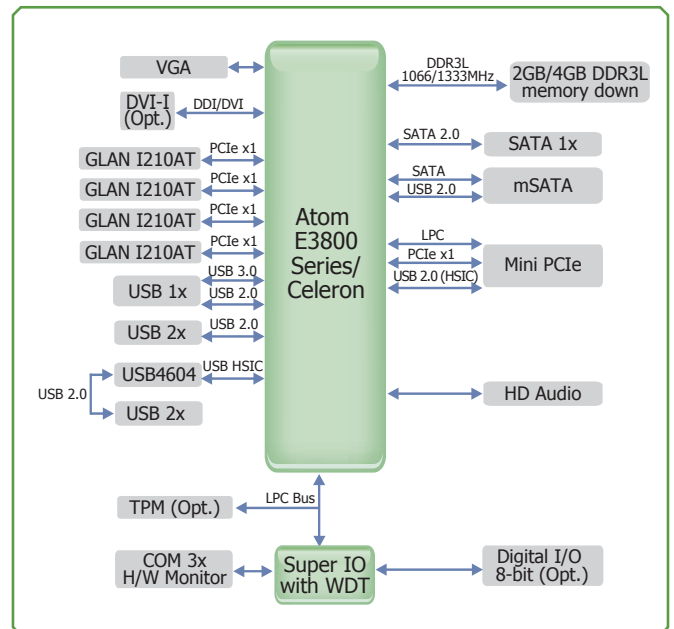 VGA
DVI-I
(Opt.)
DDI/DVI
GLAN I210AT
PCIe x1
GLAN I210AT
PCIe x1
GLAN I210AT
PCIe x1
GLAN I210AT
PCIe x1
USB 1x
USB 3.0
USB 2.0
USB 2x
USB 2.0
USB4604
USB HSIC
USB 2.0
USB 2x
Atom
E3800
Series/
Celeron
DDR3L
1066/1333MHz
2GB/4GB DDR3L
memory down
SATA 2.0
SATA 1x
SATA
USB 2.0
mSATA
LPC
PCIe x1
USB 2.0 (HSIC)
Mini PCIe
HD Audio
TPM (Opt.)
LPC Bus
COM 3x
H/W Monitor
Super IO
with WDT
Digital I/O
8-bit (Opt.)